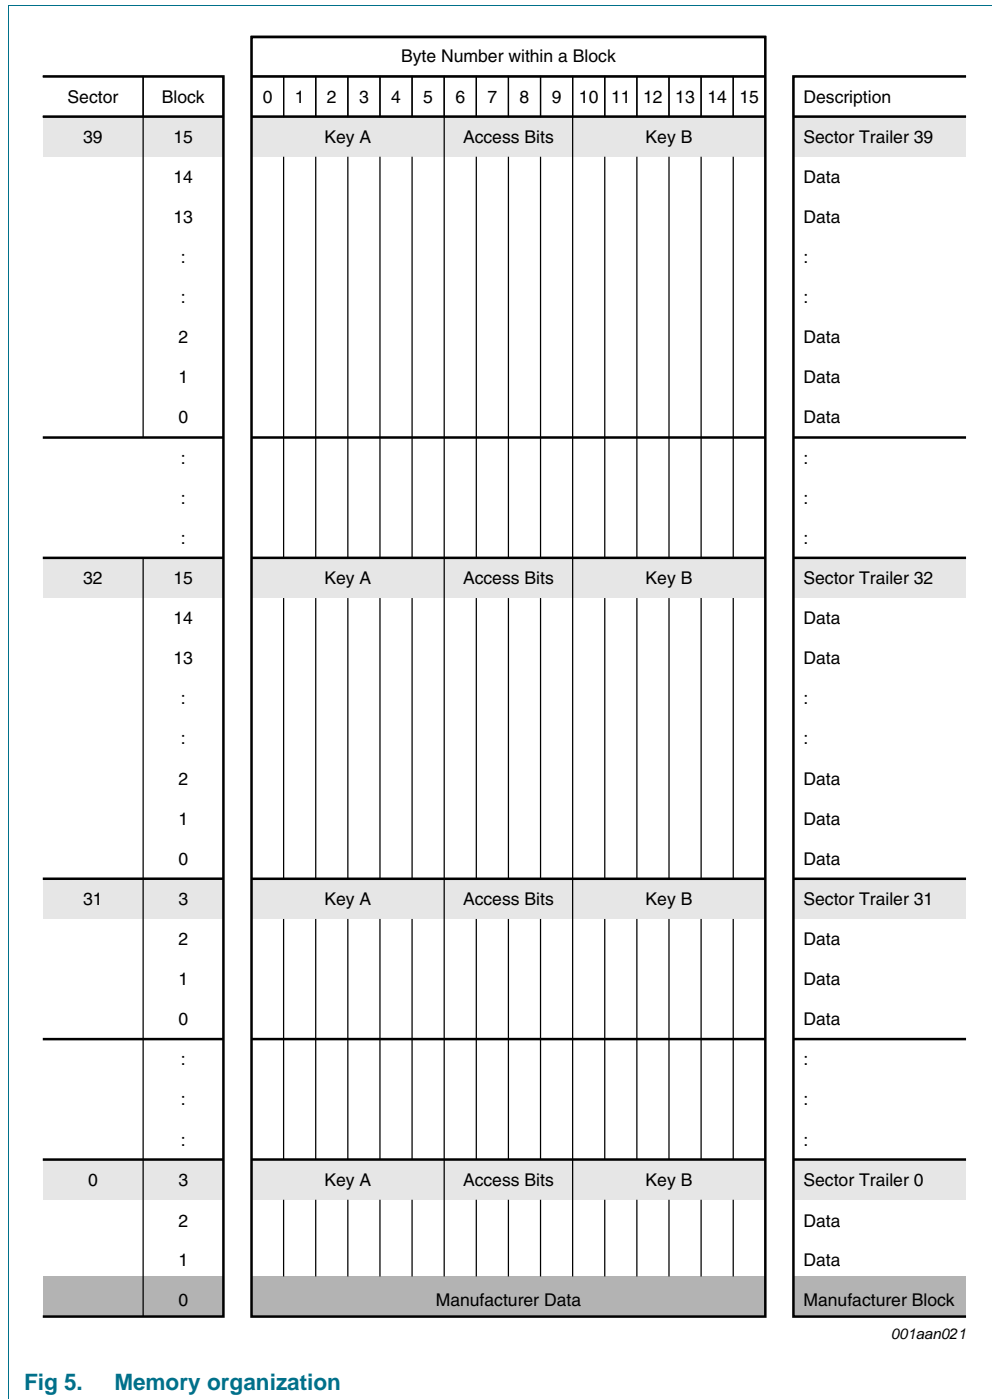 Byte Number within a Block
Sector Block 0 1 2 3 4 5 6 7 8 9 10 11 12 13 14 15 Description
39 15 Key A Access Bits Key B Sector Trailer 39
14 Data
13 Data
: :
: :
2 Data
1 Data
0 Data
: :
: :
: :
32 15 Key A Access Bits Key B Sector Trailer 32
14 Data
13 Data
: :
: :
2 Data
1 Data
0 Data
31 3 Key A Access Bits Key B Sector Trailer 31
2 Data
1 Data
0 Data
: :
: :
: :
0 3 Key A Access Bits Key B Sector Trailer 0
2 Data
1 Data
0 Manufacturer Data Manufacturer Block
001aan021
Fig 5. Memory organization